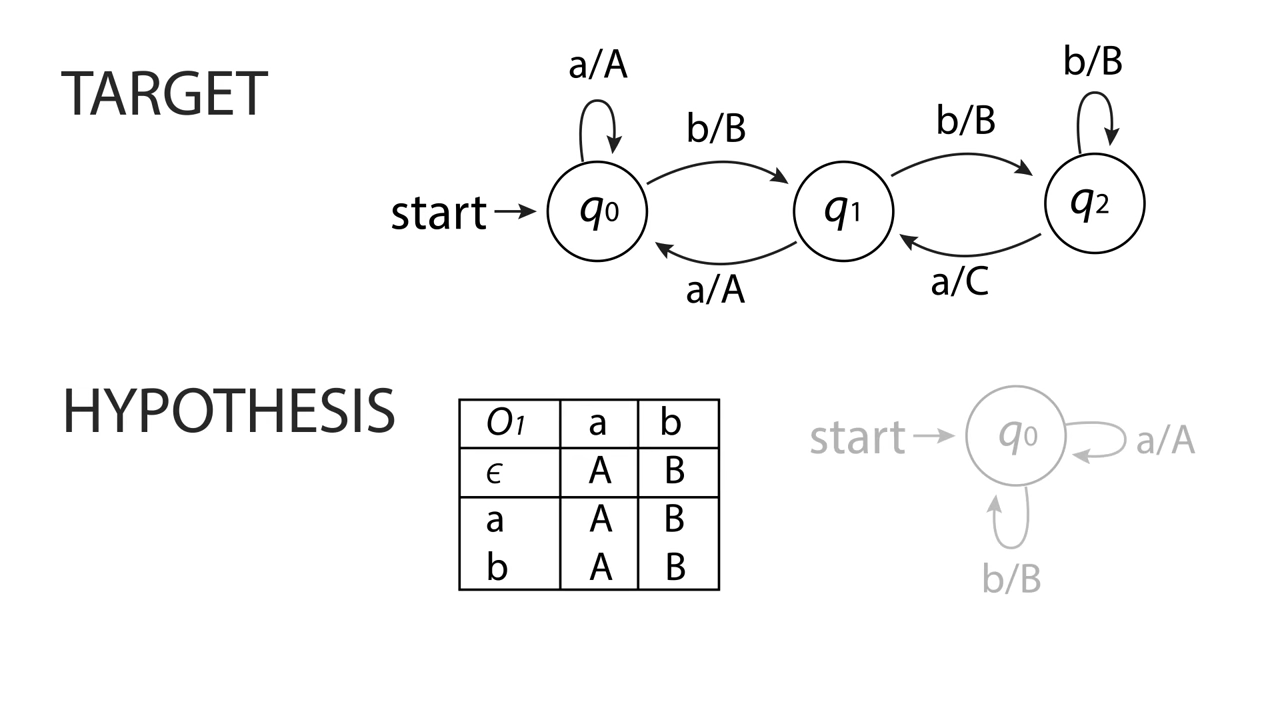 TARGET
a/A
b/B
b/B
b/B
start
q0
q1
q2
a/A
a/C
HYPOTHESIS
O1 a b
ϵ A B
a A B
b A B
start
q0
a/A
b/B